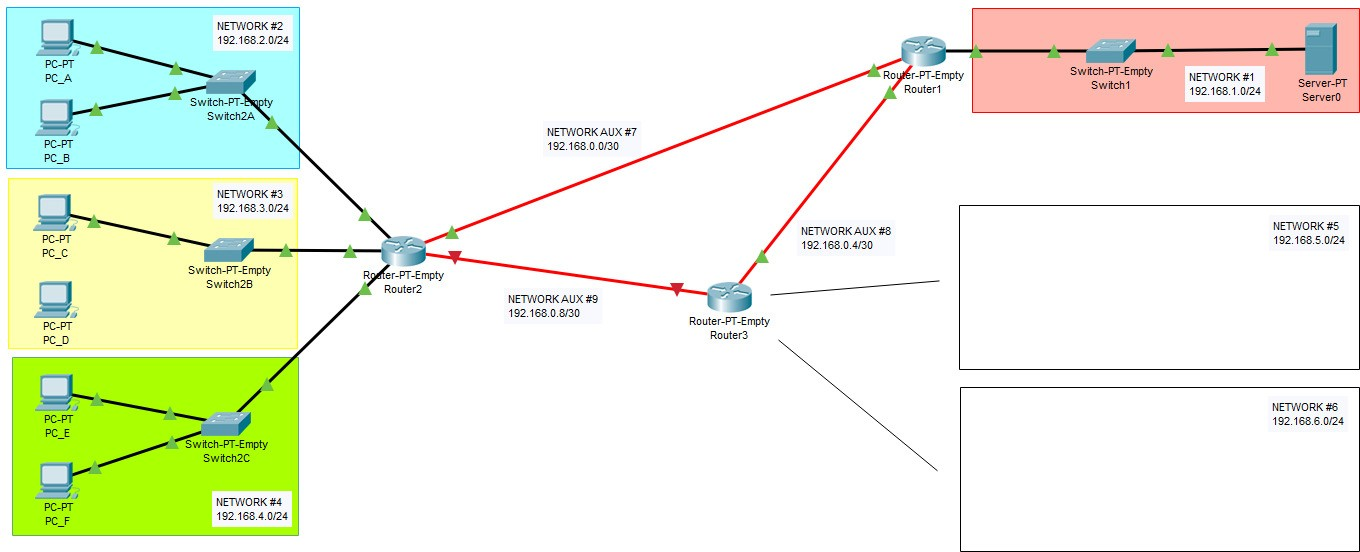 NETWORK #2
192.168.2.0/24
PC-PT
PC_A
Switch-PT-Empty
Switch2A
PC-PT
PC_B
NETWORK #3
192.168.3.0/24
PC-PT
PC_C
Switch-PT-Empty
Switch2B
PC-PT
PC_D
PC-PT
PC_E
Switch-PT-Empty
Switch2C
PC-PT
PC_F
NETWORK #4
192.168.4.0/24
Router-PT-Empty
Router2
NETWORK AUX #7
192.168.0.0/30
NETWORK AUX #9
192.168.0.8/30
Router-PT-Empty
Router3
NETWORK AUX #8
192.168.0.4/30
Router-PT-Empty
Router1
Switch-PT-Empty
Switch1
NETWORK #1
192.168.1.0/24
Server-PT
Server0
NETWORK #5
192.168.5.0/24
NETWORK #6
192.168.6.0/24